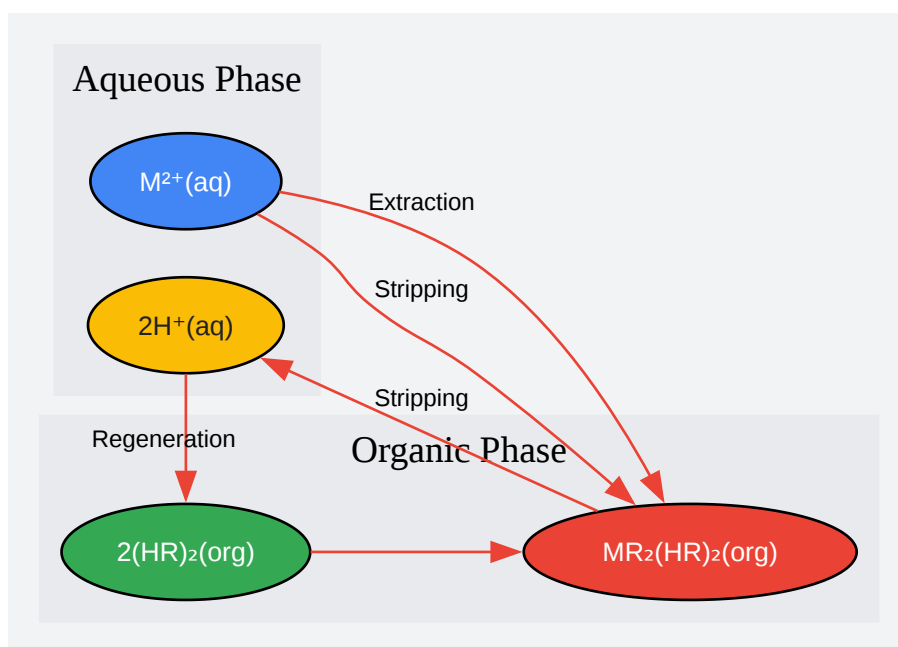 Aqueous Phase
M²⁺(aq)
Extraction
Stripping
2H⁺(aq)
Stripping
Regeneration
Organic Phase
2(HR)₂(org)
MR₂(HR)₂(org)